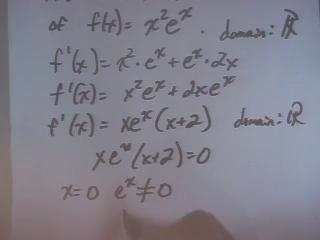 of f(x) = x²eˣ. domain: ℝ
f'(x) = x²·eˣ + eˣ·2x
f'(x) = x²eˣ + 2xeˣ
f'(x) = xeˣ(x+2) domain: ℝ
xeˣ(x+2) = 0
x = 0 eˣ ≠ 0